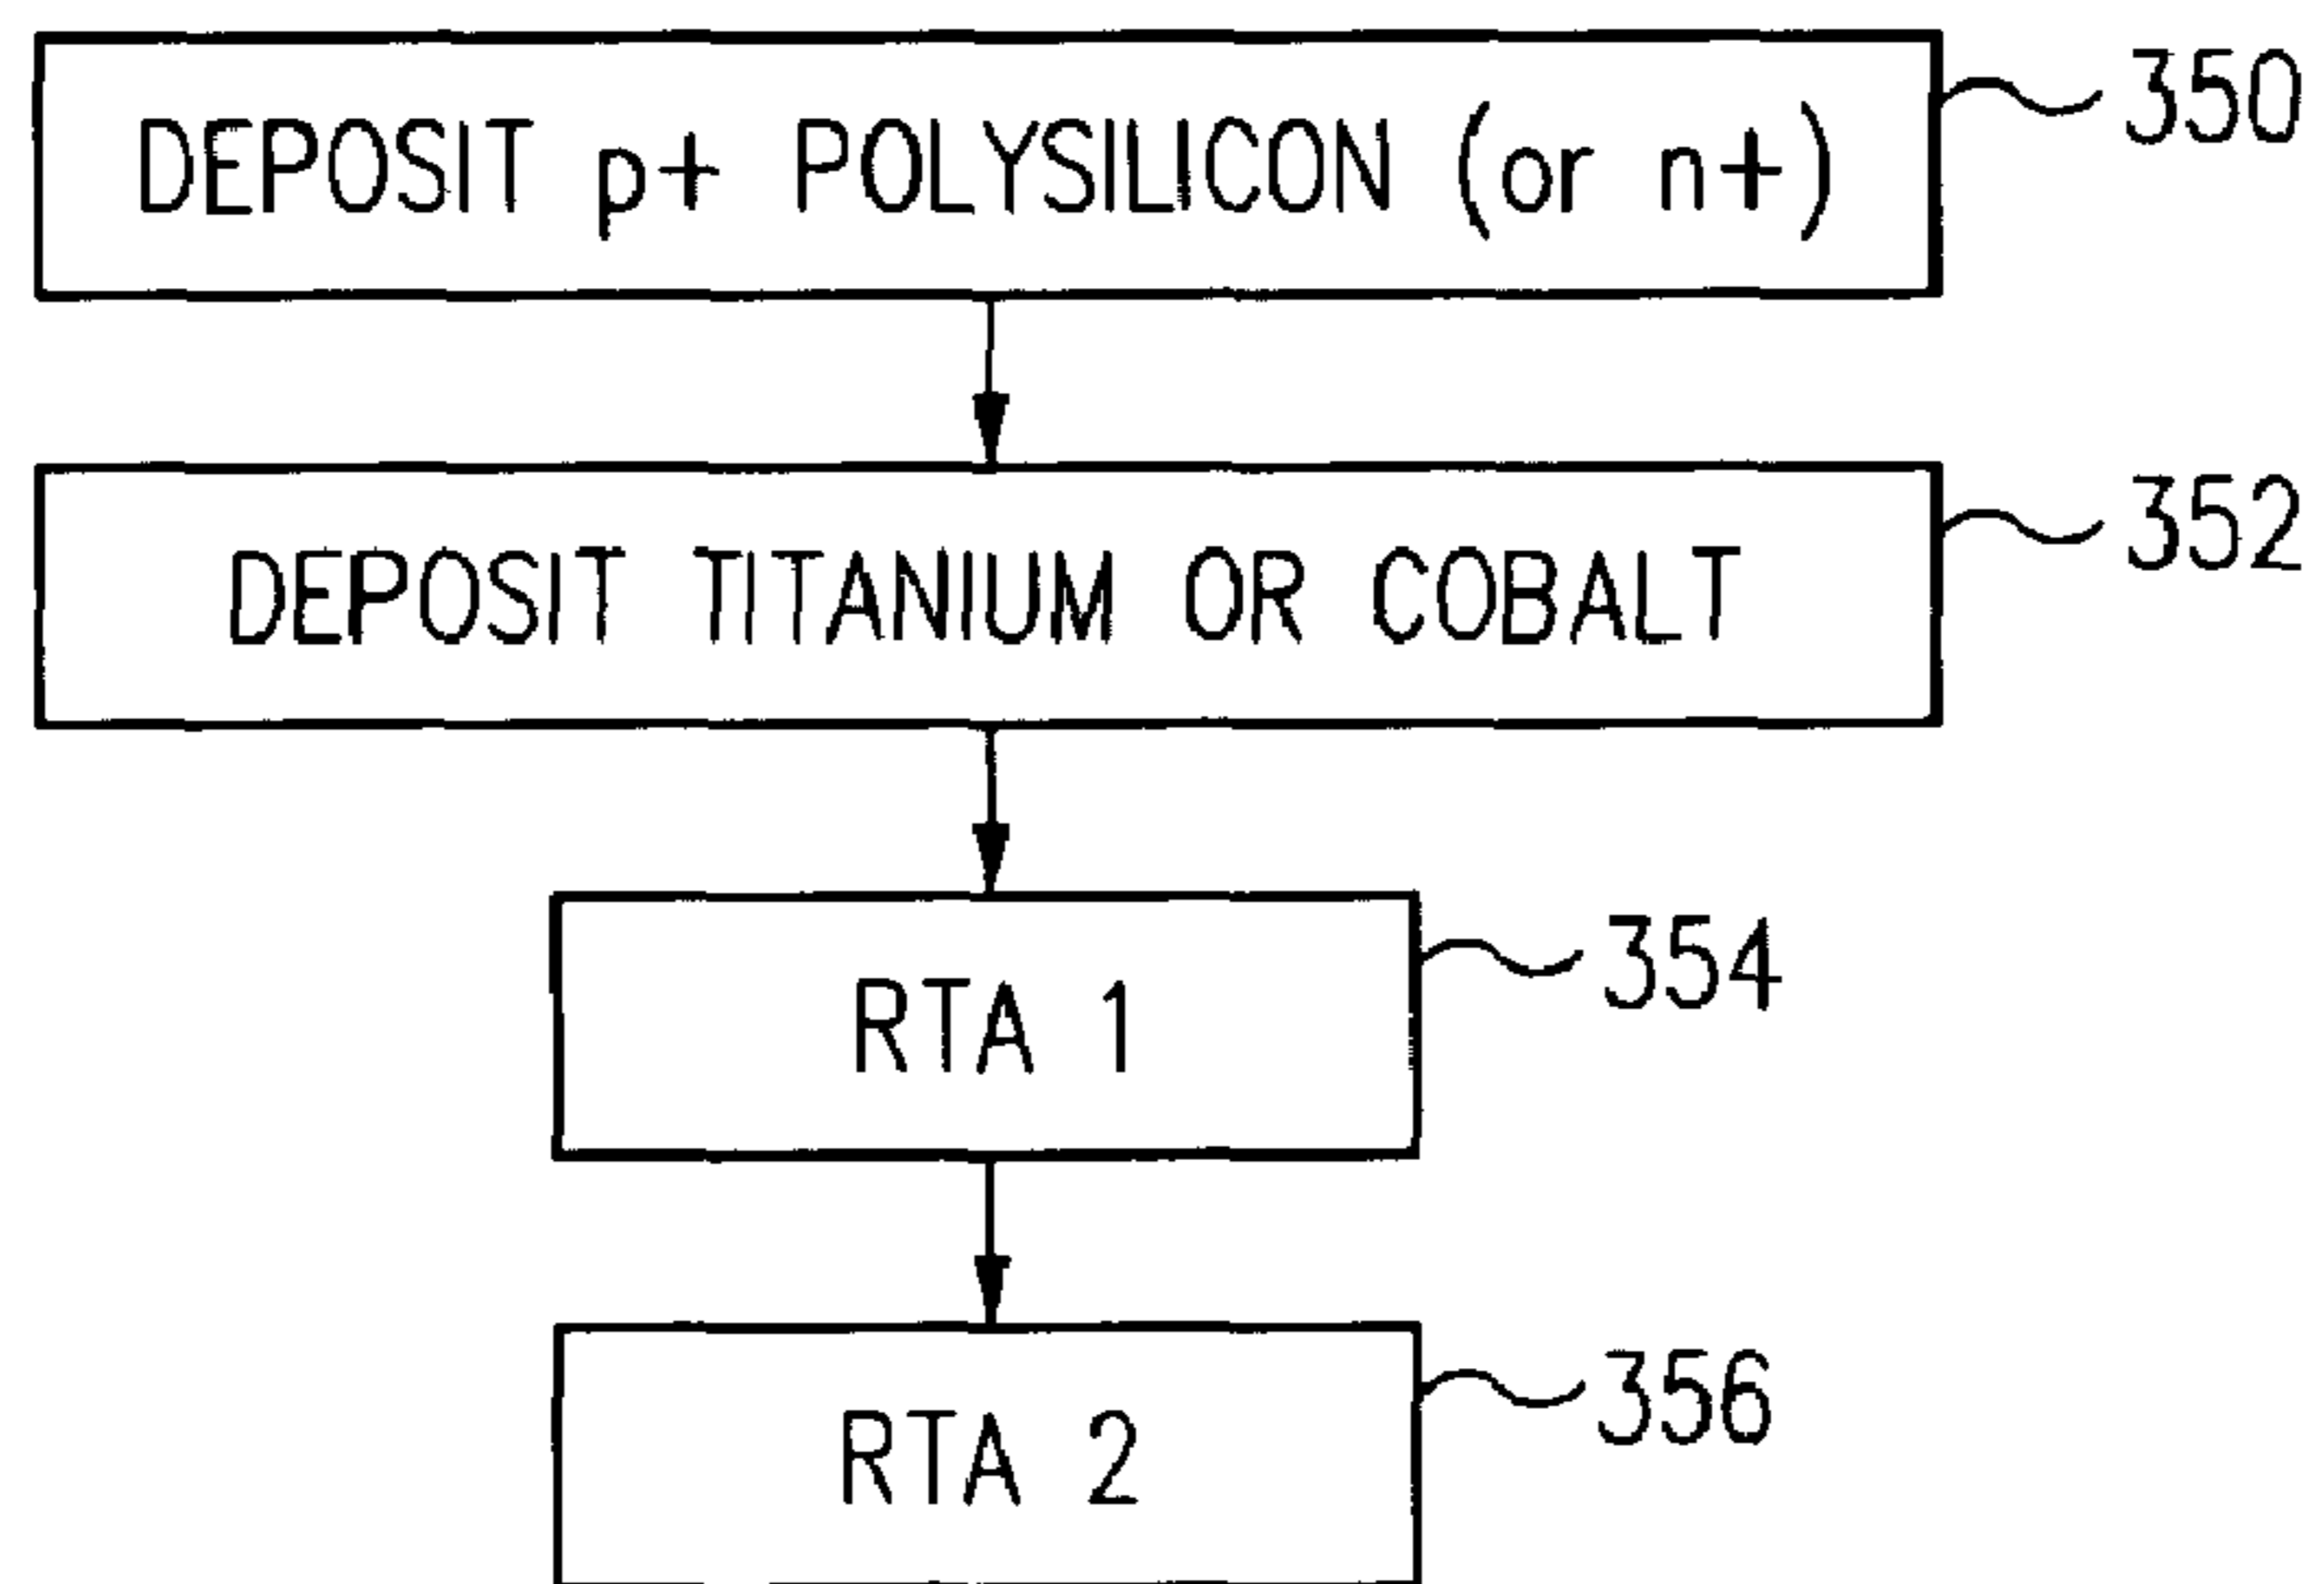 DEPOSIT p+ POLYSILICON (or n+)
350
DEPOSIT TITANIUM OR COBALT
352
RTA 1
354
RTA 2
356